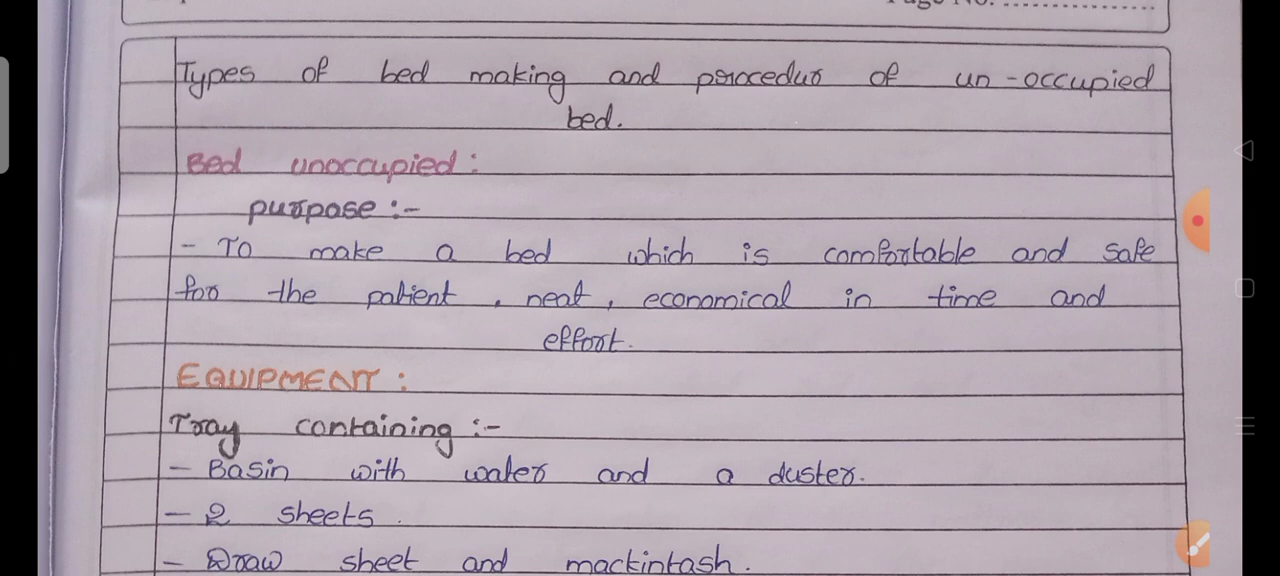 Page No. ..........................
Types of bed making and procedur of un-occupied
bed.
Bed unoccupied :
purpose :-
- To make a bed which is comfortable and safe
for the patient, neat, economical in time and
effort.
EQUIPMENT :
Tray containing :-
- Basin with water and a duster.
- 2 sheets.
- Draw sheet and mackintash.